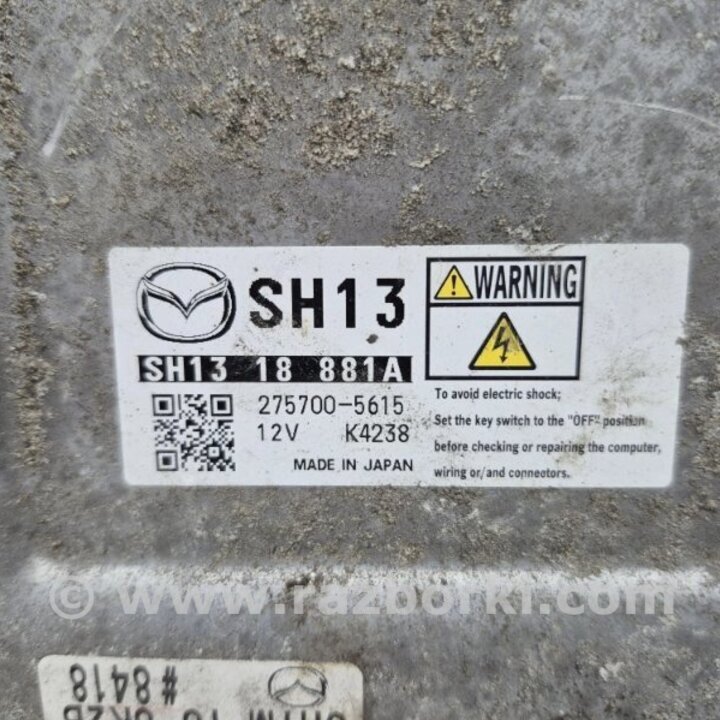 SH13
SH13 18 881A
275700-5615
12V K4238
MADE IN JAPAN
WARNING
To avoid electric shock;
Set the key switch to the "OFF" position
before checking or repairing the computer,
wiring or/and connectors.
© www.razborki.com
#8418